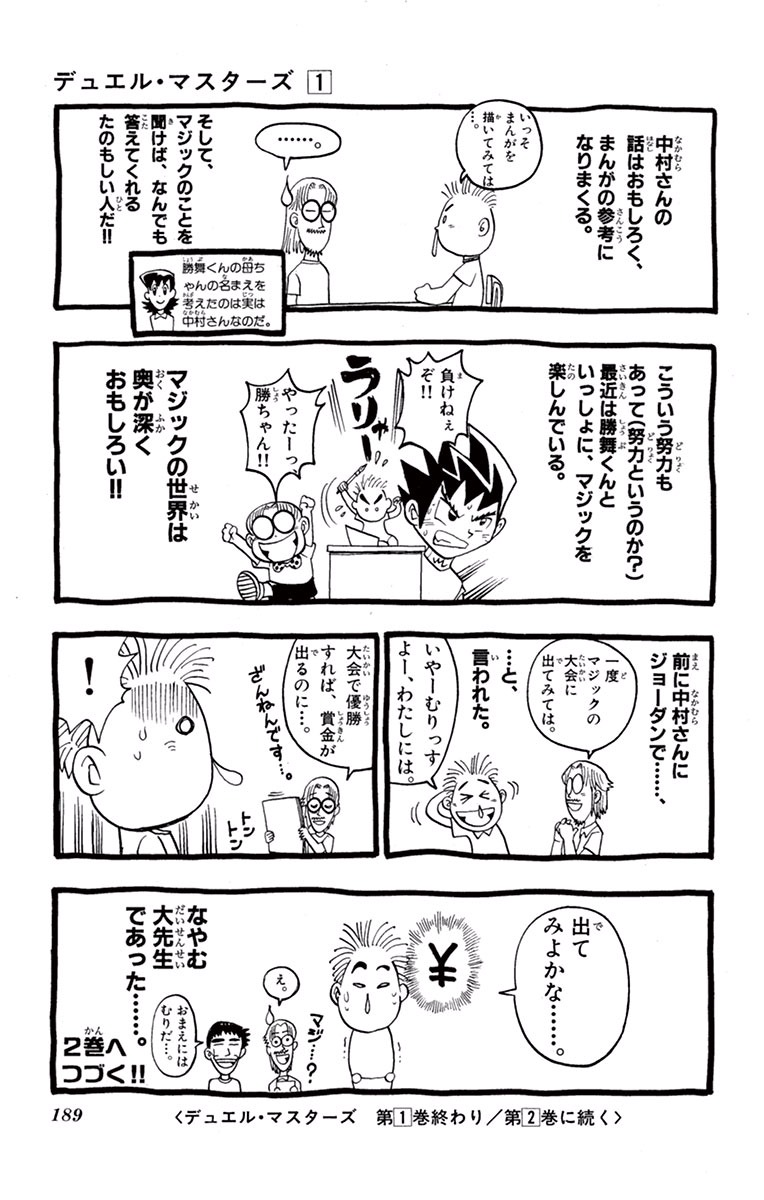 デュエル・マスターズ 1
中村さんの
話はおもしろく、
まんがの参考に
なりまくる。
いっそ
まんがを
描いてみては
…。
……。
そして、
マジックのことを
聞けば、なんでも
答えてくれる
たのもしい人だ!!
勝舞くんの母ち
ゃんの名まえを
考えたのは実は
中村さんなのだ。
こういう努力も
あって(努力というのか?)
最近は勝舞くんと
いっしょに、マジックを
楽しんでいる。
負けねぇ
ぞ!!
うりゃー
やったーっ
勝ちゃん!!
マジックの世界は
奥が深く
おもしろい!!
前に中村さんに
ジョーダンで……、
一度
マジックの
大会に
出てみては。
…と、
言われた。
いやーむりっす
よー、わたしには。
大会で優勝
すれば、賞金が
出るのに…。
ざんねんです…。
トントン
!
出て
みよかな……。
¥
マジ…?
え。
おまえには
むりだ…。
なやむ
大先生
であった……。
2巻へ
つづく!!
189
〈デュエル・マスターズ 第1巻終わり/第2巻に続く〉